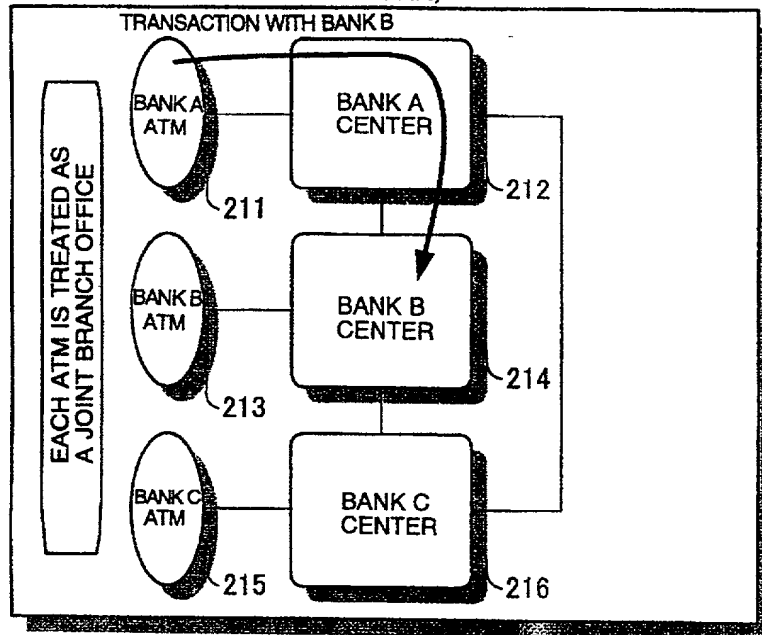 TRANSACTION WITH BANK B
EACH ATM IS TREATED AS
A JOINT BRANCH OFFICE
BANK A
ATM
211
BANK A
CENTER
212
BANK B
ATM
213
BANK B
CENTER
214
BANK C
ATM
215
BANK C
CENTER
216